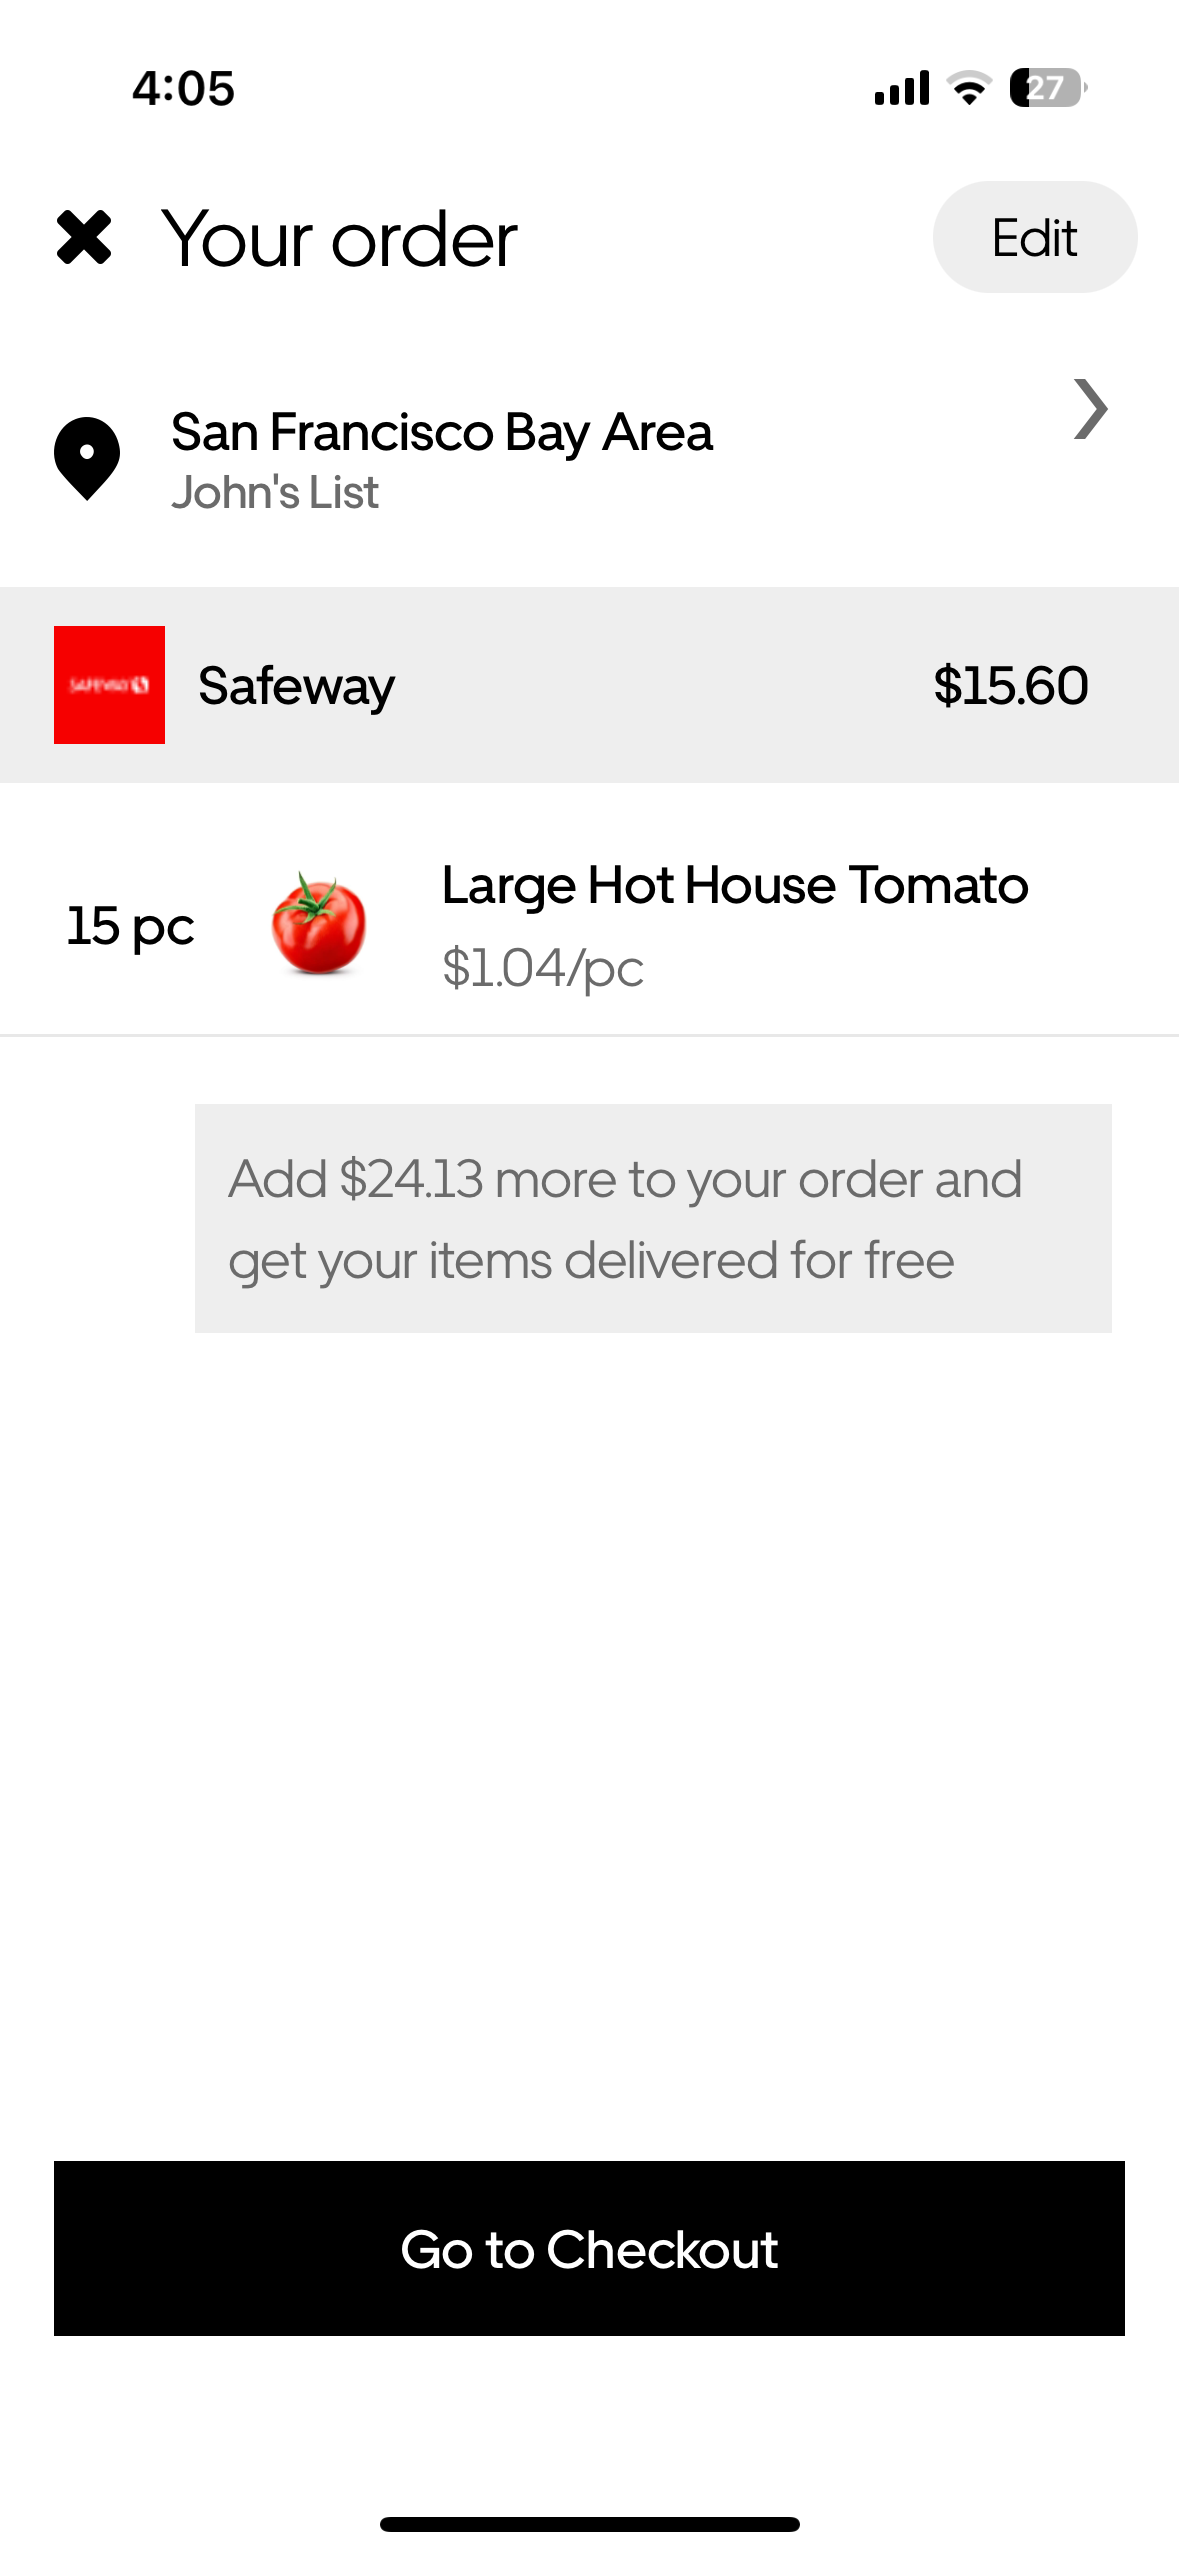 4:05
27
Your order
Edit
San Francisco Bay Area
John's List
Safeway
$15.60
15 pc
Large Hot House Tomato
$1.04/pc
Add $24.13 more to your order and
get your items delivered for free
Go to Checkout